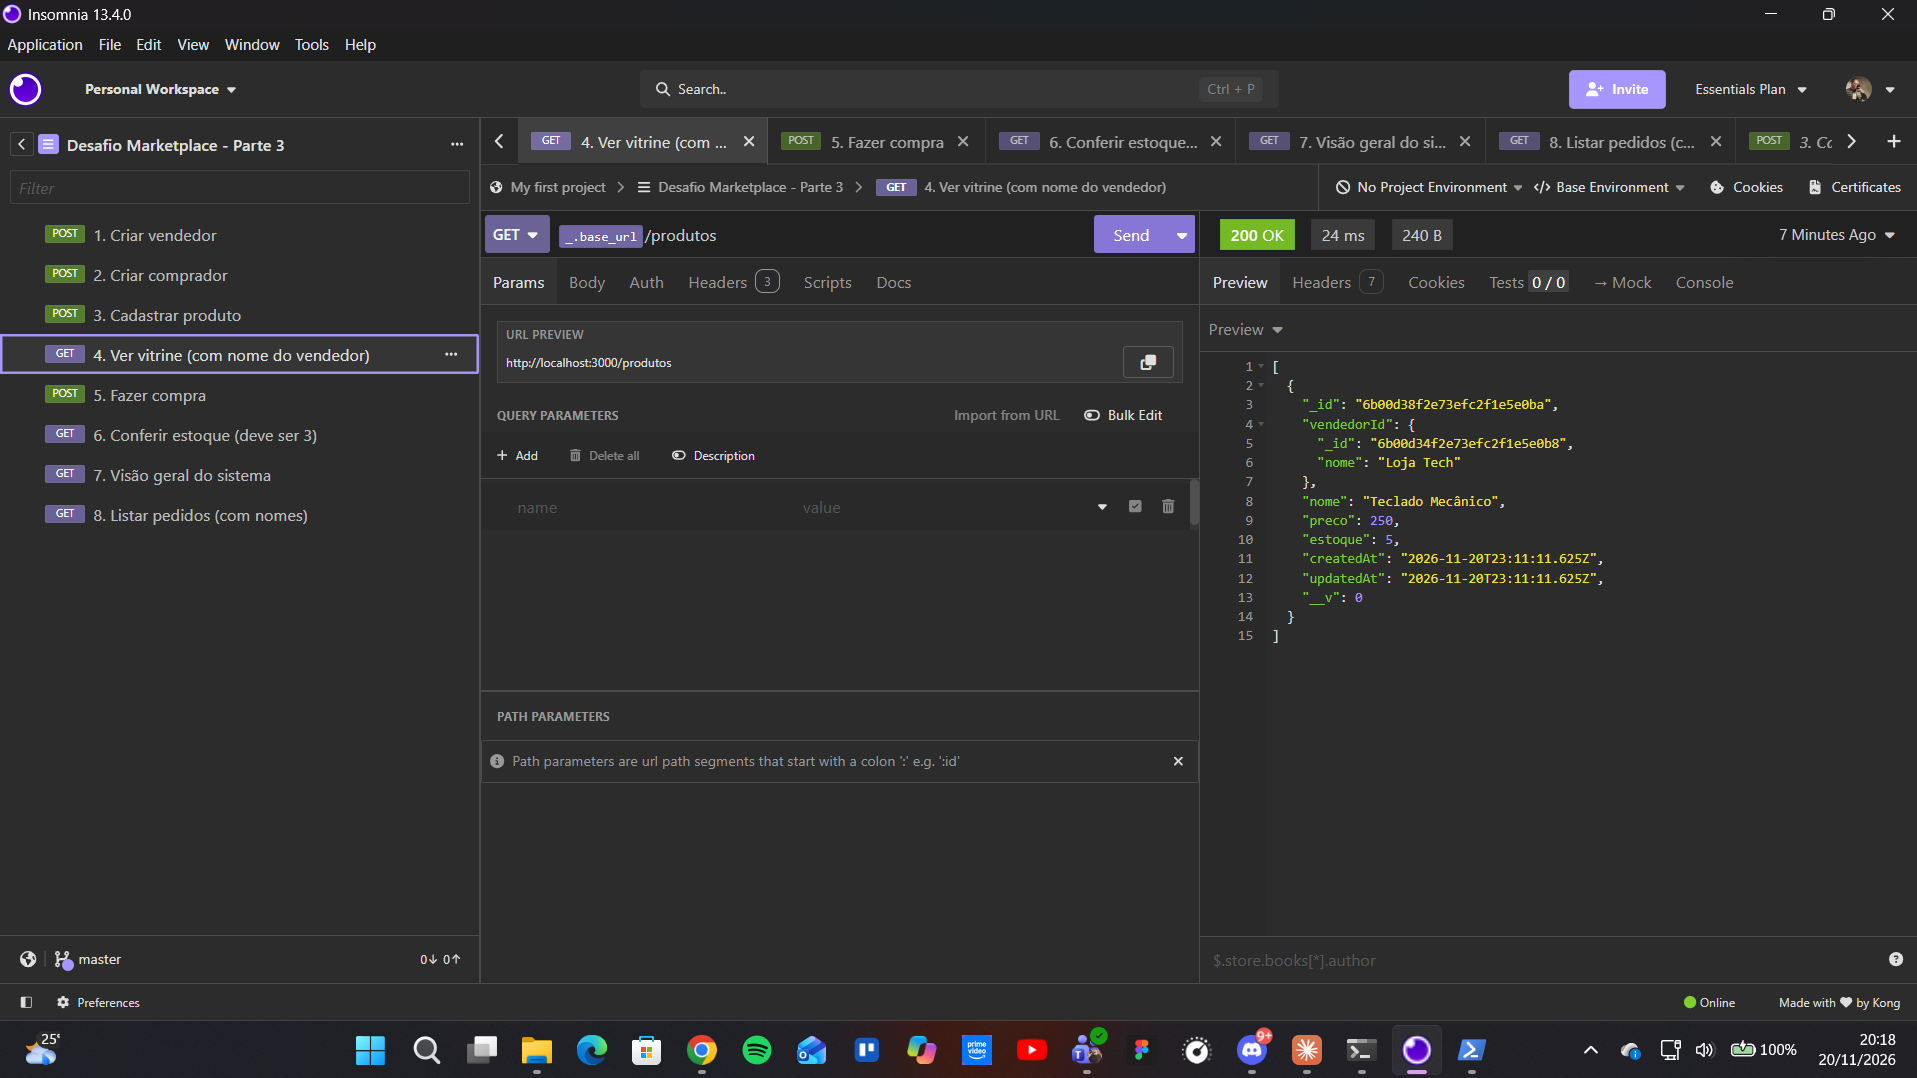 Insomnia 13.4.0
Application File Edit View Window Tools Help
Personal Workspace
Search..
Ctrl + P
Invite
Essentials Plan
Desafio Marketplace - Parte 3
GET 4. Ver vitrine (com ...
POST 5. Fazer compra
GET 6. Conferir estoque...
GET 7. Visão geral do si...
GET 8. Listar pedidos (c...
POST 3. Cc
Filter
My first project
Desafio Marketplace - Parte 3
GET 4. Ver vitrine (com nome do vendedor)
No Project Environment
</> Base Environment
Cookies
Certificates
POST 1. Criar vendedor
POST 2. Criar comprador
POST 3. Cadastrar produto
GET 4. Ver vitrine (com nome do vendedor)
POST 5. Fazer compra
GET 6. Conferir estoque (deve ser 3)
GET 7. Visão geral do sistema
GET 8. Listar pedidos (com nomes)
GET
_.base_url /produtos
Send
200 OK
24 ms
240 B
7 Minutes Ago
Params Body Auth Headers 3 Scripts Docs
Preview Headers 7 Cookies Tests 0 / 0 → Mock Console
URL PREVIEW
http://localhost:3000/produtos
QUERY PARAMETERS
Import from URL
Bulk Edit
+ Add
Delete all
Description
name
value
PATH PARAMETERS
Path parameters are url path segments that start with a colon ':' e.g. ':id'
Preview
1 [
2 {
3 "_id": "6b00d38f2e73efc2f1e5e0ba",
4 "vendedorId": {
5 "_id": "6b00d34f2e73efc2f1e5e0b8",
6 "nome": "Loja Tech"
7 },
8 "nome": "Teclado Mecânico",
9 "preco": 250,
10 "estoque": 5,
11 "createdAt": "2026-11-20T23:11:11.625Z",
12 "updatedAt": "2026-11-20T23:11:11.625Z",
13 "__v": 0
14 }
15 ]
$.store.books[*].author
master
0↓ 0↑
Preferences
Online
Made with ♥ by Kong
25°
prime video
9+
100%
20:18
20/11/2026